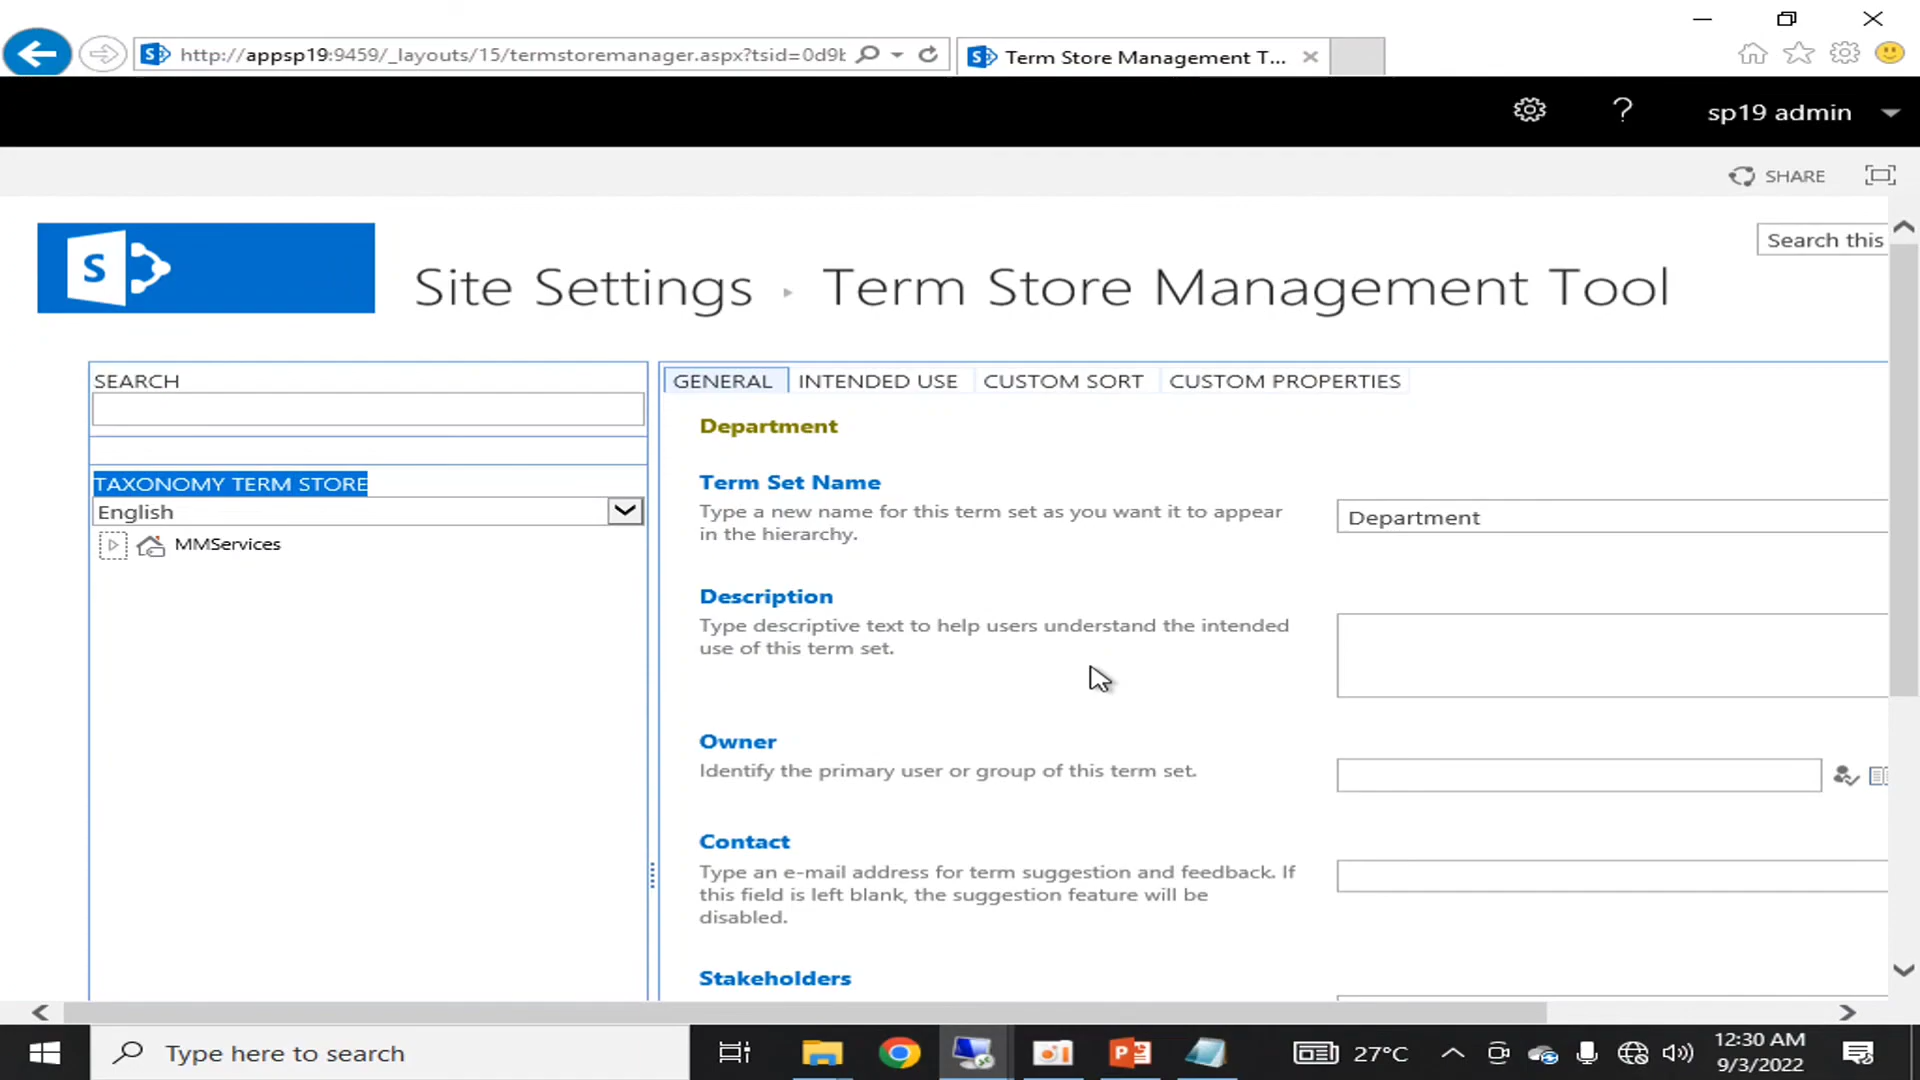 http://appsp19:9459/_layouts/15/termstoremanager.aspx?tsid=0d9b
Term Store Management T...
sp19 admin
SHARE
S
Search this
Site Settings ▸ Term Store Management Tool
SEARCH
TAXONOMY TERM STORE
English
MMServices
GENERAL
INTENDED USE
CUSTOM SORT
CUSTOM PROPERTIES
Department
Term Set Name
Type a new name for this term set as you want it to appear
in the hierarchy.
Department
Description
Type descriptive text to help users understand the intended
use of this term set.
Owner
Identify the primary user or group of this term set.
Contact
Type an e-mail address for term suggestion and feedback. If
this field is left blank, the suggestion feature will be
disabled.
Stakeholders
Type here to search
27°C
12:30 AM
9/3/2022